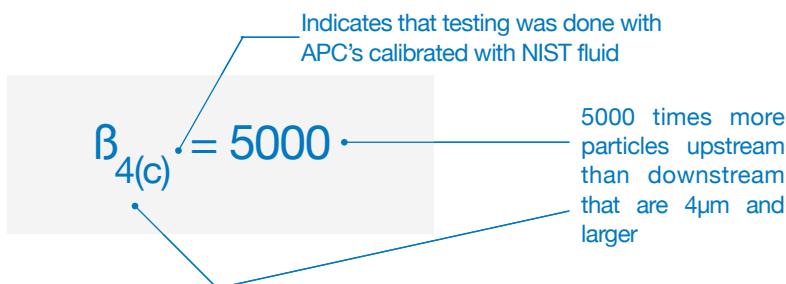 Indicates that testing was done with
APC's calibrated with NIST fluid
ß4(c) = 5000
5000 times more
particles upstream
than downstream
that are 4µm and
larger